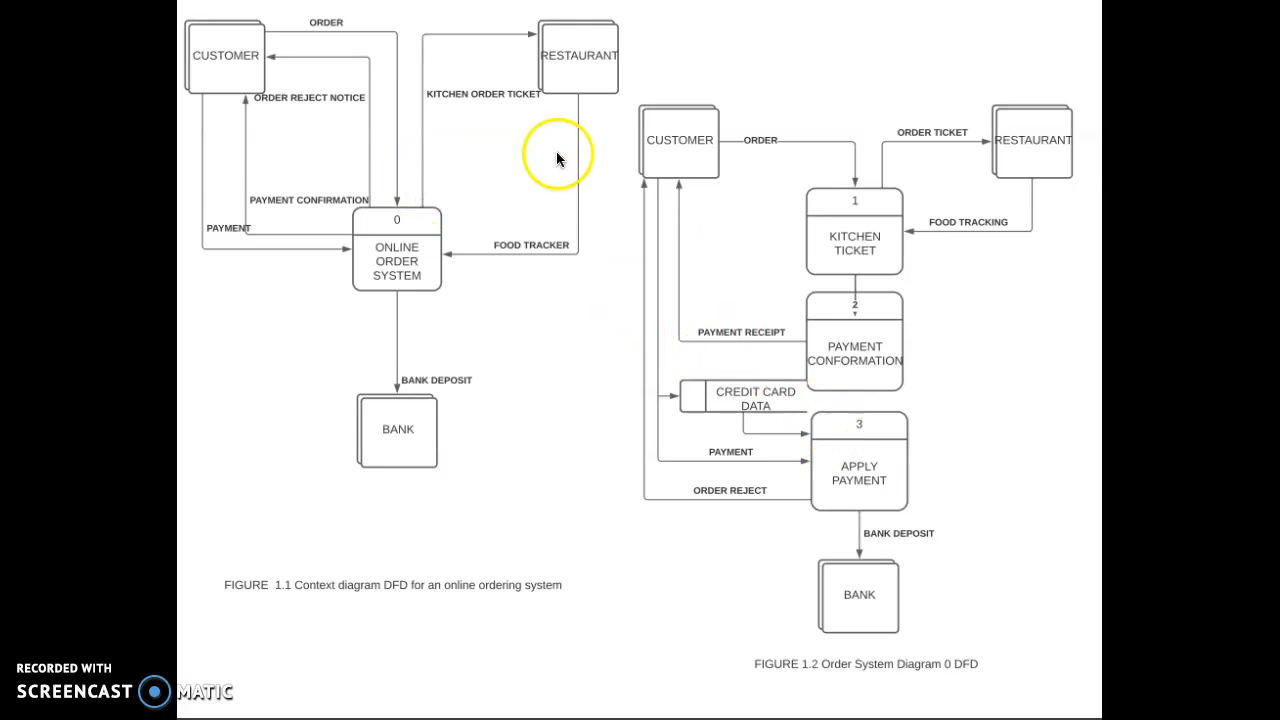 ORDER
CUSTOMER
RESTAURANT
ORDER REJECT NOTICE
KITCHEN ORDER TICKET
PAYMENT CONFIRMATION
PAYMENT
0
ONLINE
ORDER
SYSTEM
FOOD TRACKER
BANK DEPOSIT
BANK
FIGURE 1.1 Context diagram DFD for an online ordering system
CUSTOMER
ORDER
ORDER TICKET
RESTAURANT
1
KITCHEN
TICKET
FOOD TRACKING
2
PAYMENT
CONFORMATION
PAYMENT RECEIPT
CREDIT CARD
DATA
3
APPLY
PAYMENT
PAYMENT
ORDER REJECT
BANK DEPOSIT
BANK
FIGURE 1.2 Order System Diagram 0 DFD
RECORDED WITH
SCREENCAST MATIC